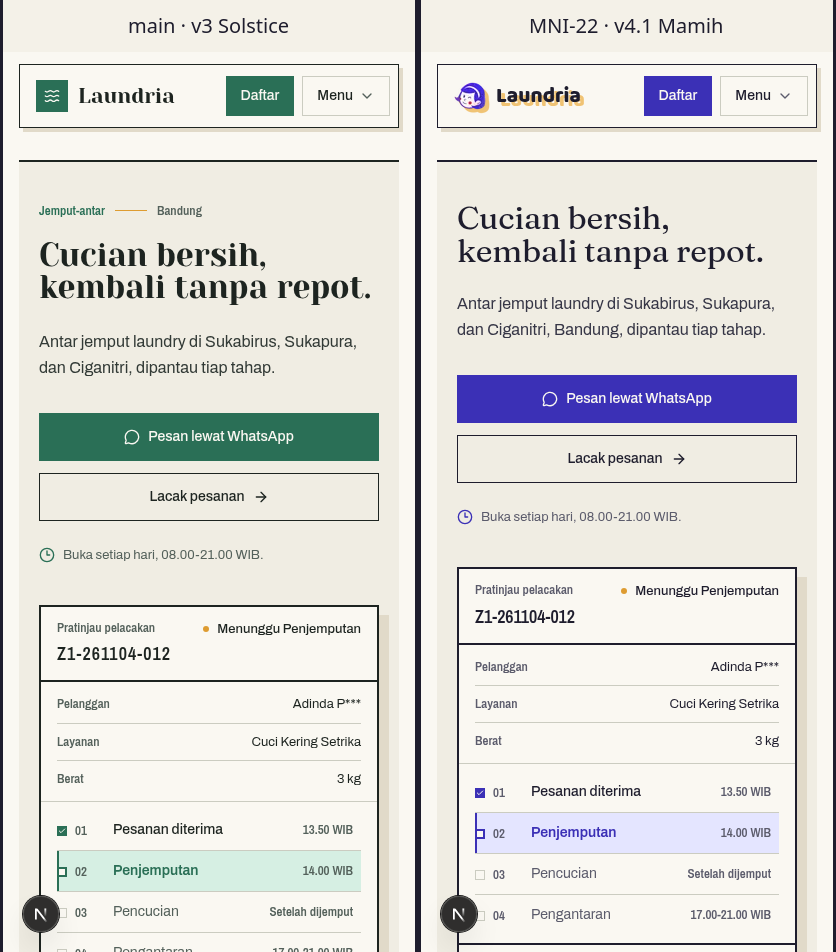 main · v3 Solstice
Laundria
Daftar
Menu
Jemput-antar
Bandung
Cucian bersih,
kembali tanpa repot.
Antar jemput laundry di Sukabirus, Sukapura,
dan Ciganitri, dipantau tiap tahap.
Pesan lewat WhatsApp
Lacak pesanan
Buka setiap hari, 08.00-21.00 WIB.
Pratinjau pelacakan
Menunggu Penjemputan
Z1-261104-012
Pelanggan Adinda P***
Layanan Cuci Kering Setrika
Berat 3 kg
01 Pesanan diterima 13.50 WIB
02 Penjemputan 14.00 WIB
03 Pencucian Setelah dijemput
04 Pengantaran 17.00-21.00 WIB
N
MNI-22 · v4.1 Mamih
Laundria
Daftar
Menu
Cucian bersih,
kembali tanpa repot.
Antar jemput laundry di Sukabirus, Sukapura,
dan Ciganitri, Bandung, dipantau tiap tahap.
Pesan lewat WhatsApp
Lacak pesanan
Buka setiap hari, 08.00-21.00 WIB.
Pratinjau pelacakan
Menunggu Penjemputan
Z1-261104-012
Pelanggan Adinda P***
Layanan Cuci Kering Setrika
Berat 3 kg
01 Pesanan diterima 13.50 WIB
02 Penjemputan 14.00 WIB
03 Pencucian Setelah dijemput
04 Pengantaran 17.00-21.00 WIB
N